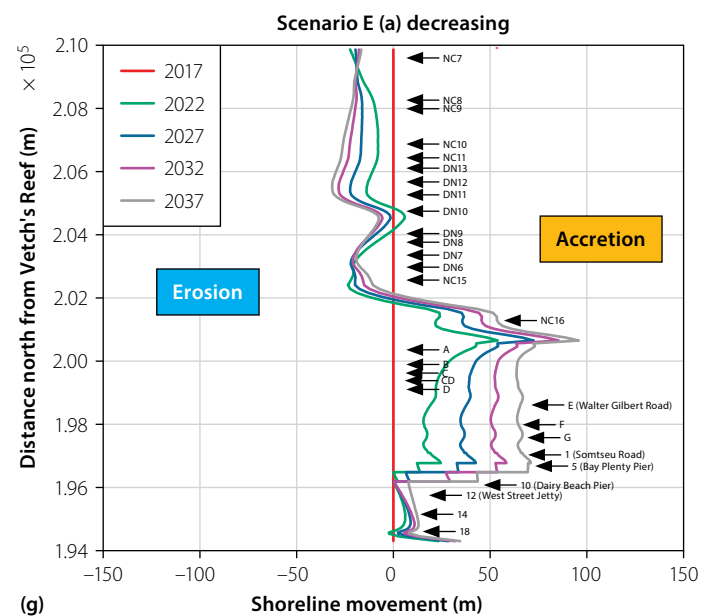 Scenario E (a) decreasing
Distance north from Vetch's Reef (m)
× 10⁵
2.10
2.08
2.06
2.04
2.02
2.00
1.98
1.96
1.94
2017
2022
2027
2032
2037
NC7
NC8
NC9
NC10
NC11
DN13
DN12
DN11
DN10
DN9
DN8
DN7
DN6
NC15
NC16
A
B
CD
D
E (Walter Gilbert Road)
F
G
1 (Somtseu Road)
5 (Bay Plenty Pier)
10 (Dairy Beach Pier)
12 (West Street Jetty)
14
18
Erosion
Accretion
−150 −100 −50 0 50 100 150
(g) Shoreline movement (m)